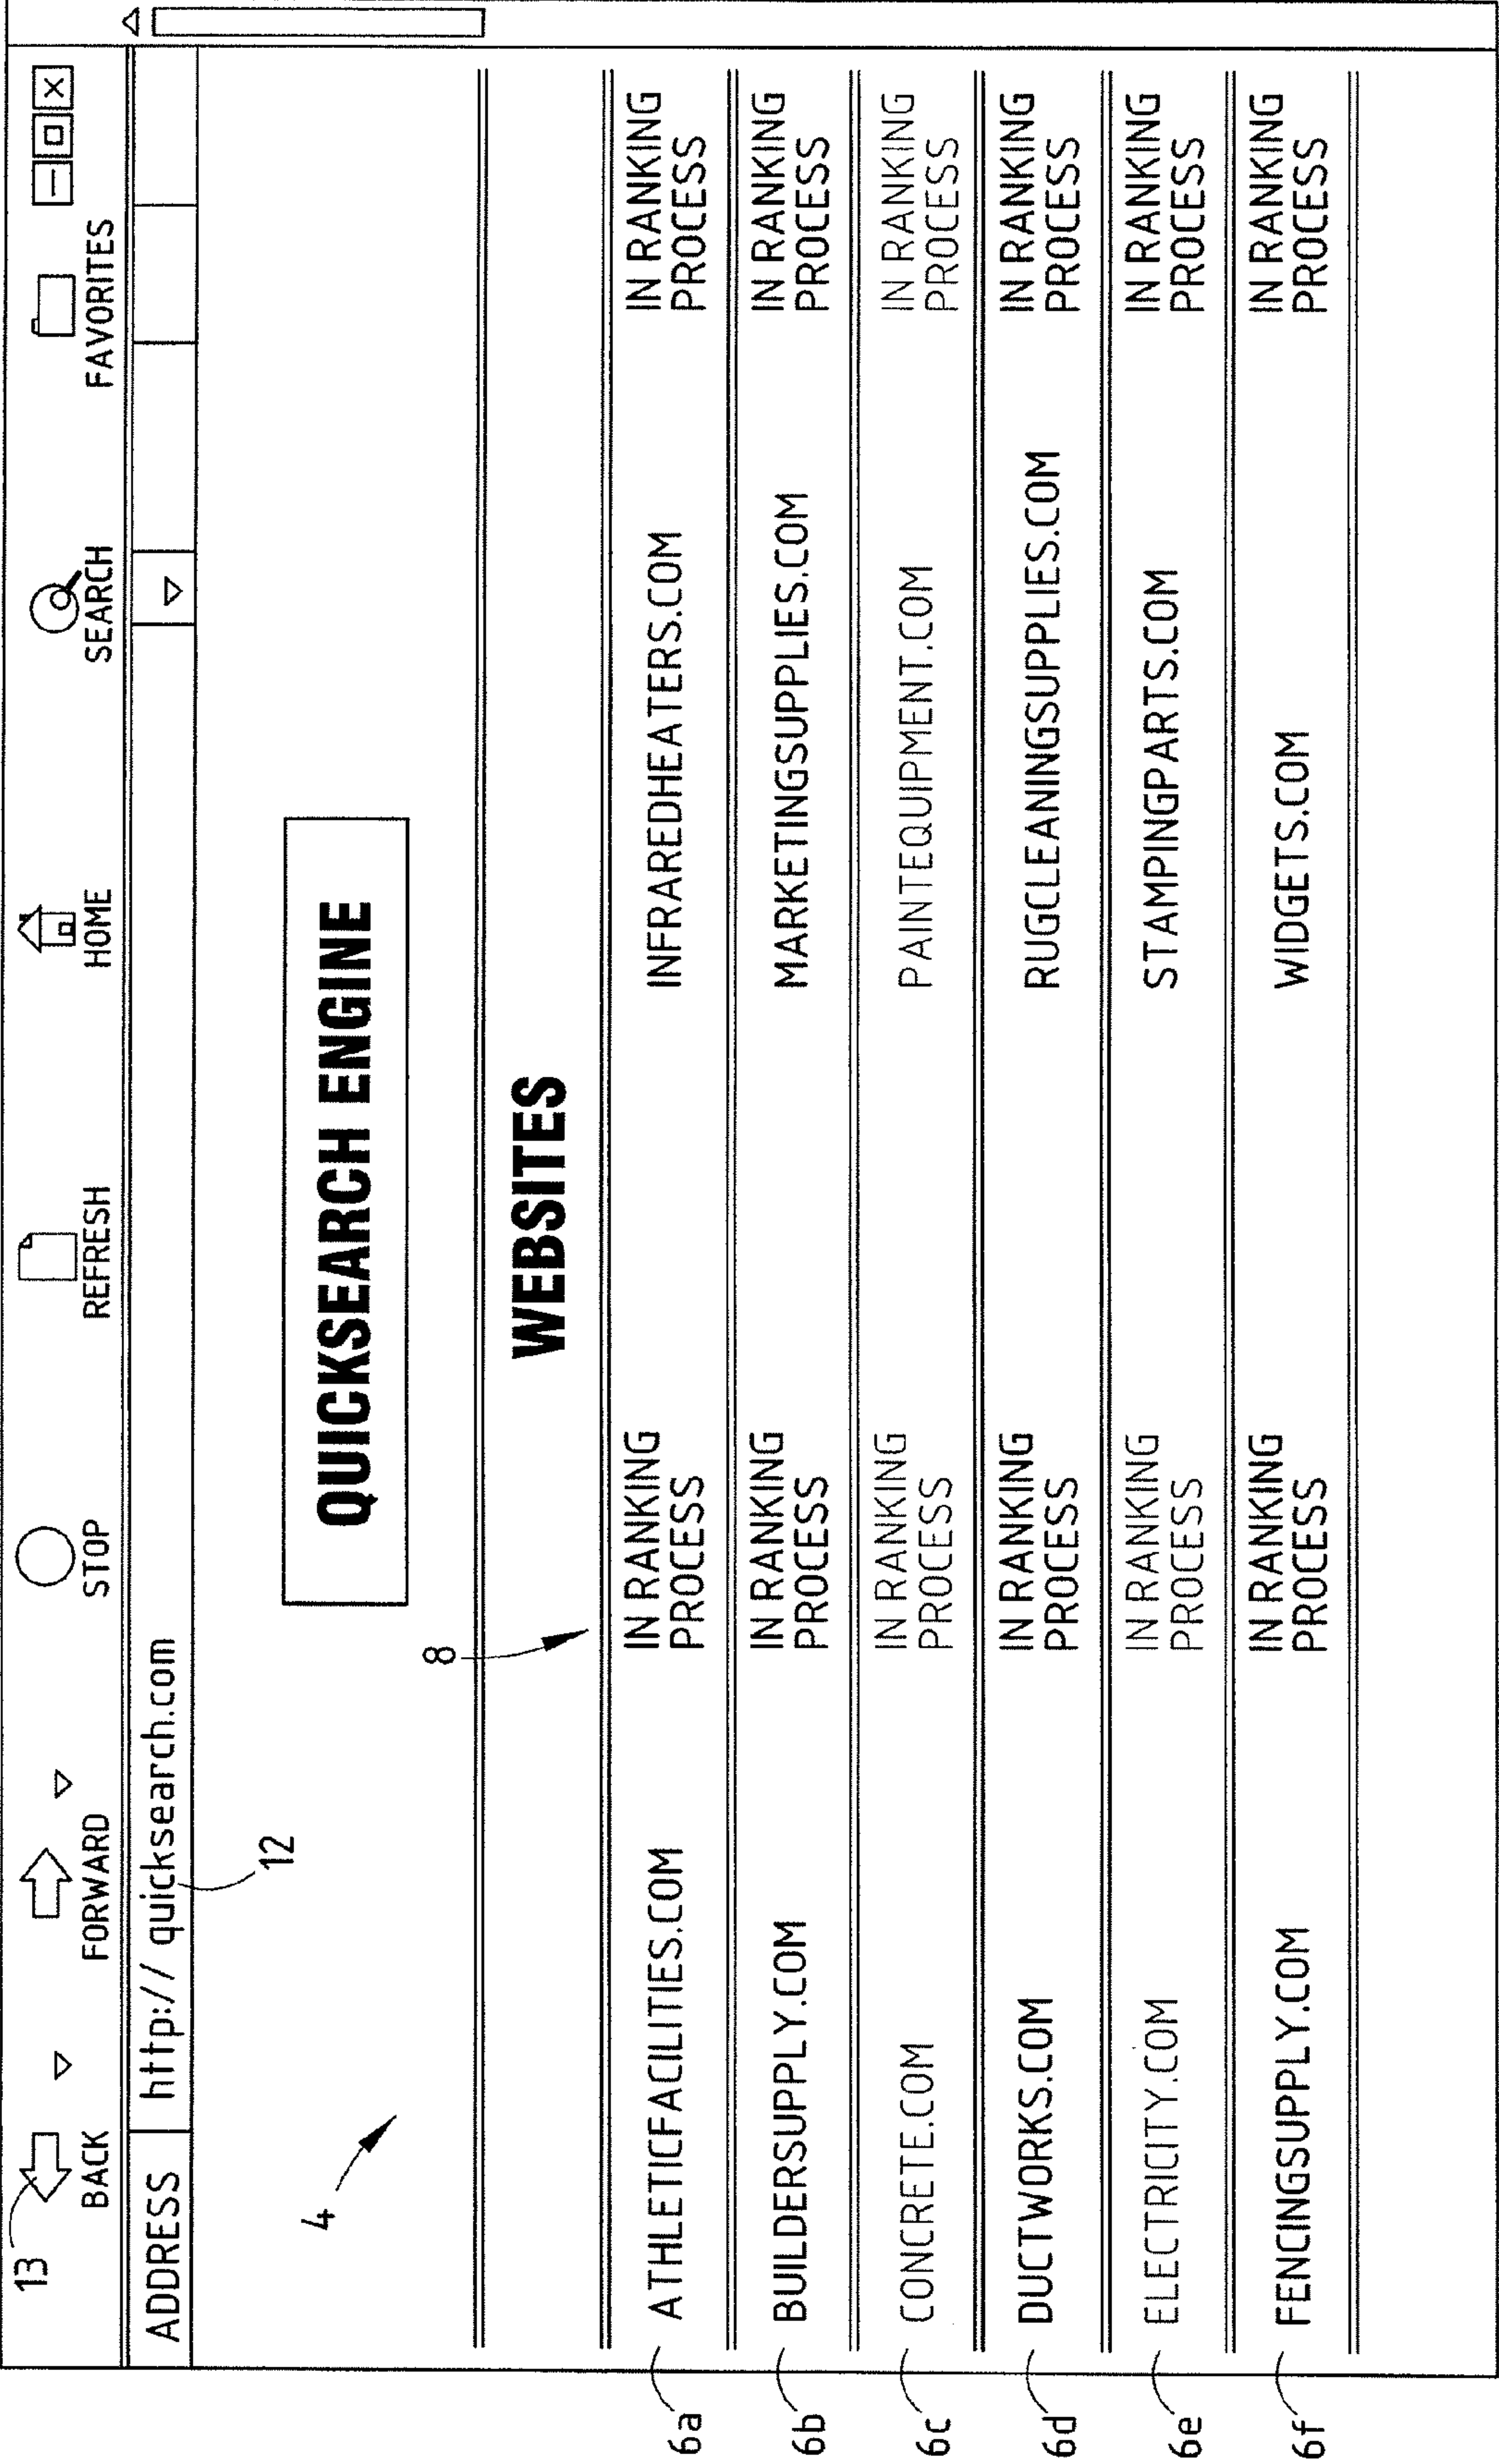 13
BACK
FORWARD
STOP
REFRESH
HOME
SEARCH
FAVORITES
ADDRESS http:// quicksearch.com
12
4
QUICKSEARCH ENGINE
8
WEBSITES
6a ATHLETICFACILITIES.COM IN RANKING PROCESS INFRAREDHEATERS.COM IN RANKING PROCESS
6b BUILDERSUPPLY.COM IN RANKING PROCESS MARKETINGSUPPLIES.COM IN RANKING PROCESS
6c CONCRETE.COM IN RANKING PROCESS PAINTEQUIPMENT.COM IN RANKING PROCESS
6d DUCTWORKS.COM IN RANKING PROCESS RUGCLEANINGSUPPLIES.COM IN RANKING PROCESS
6e ELECTRICITY.COM IN RANKING PROCESS STAMPINGPARTS.COM IN RANKING PROCESS
6f FENCINGSUPPLY.COM IN RANKING PROCESS WIDGETS.COM IN RANKING PROCESS